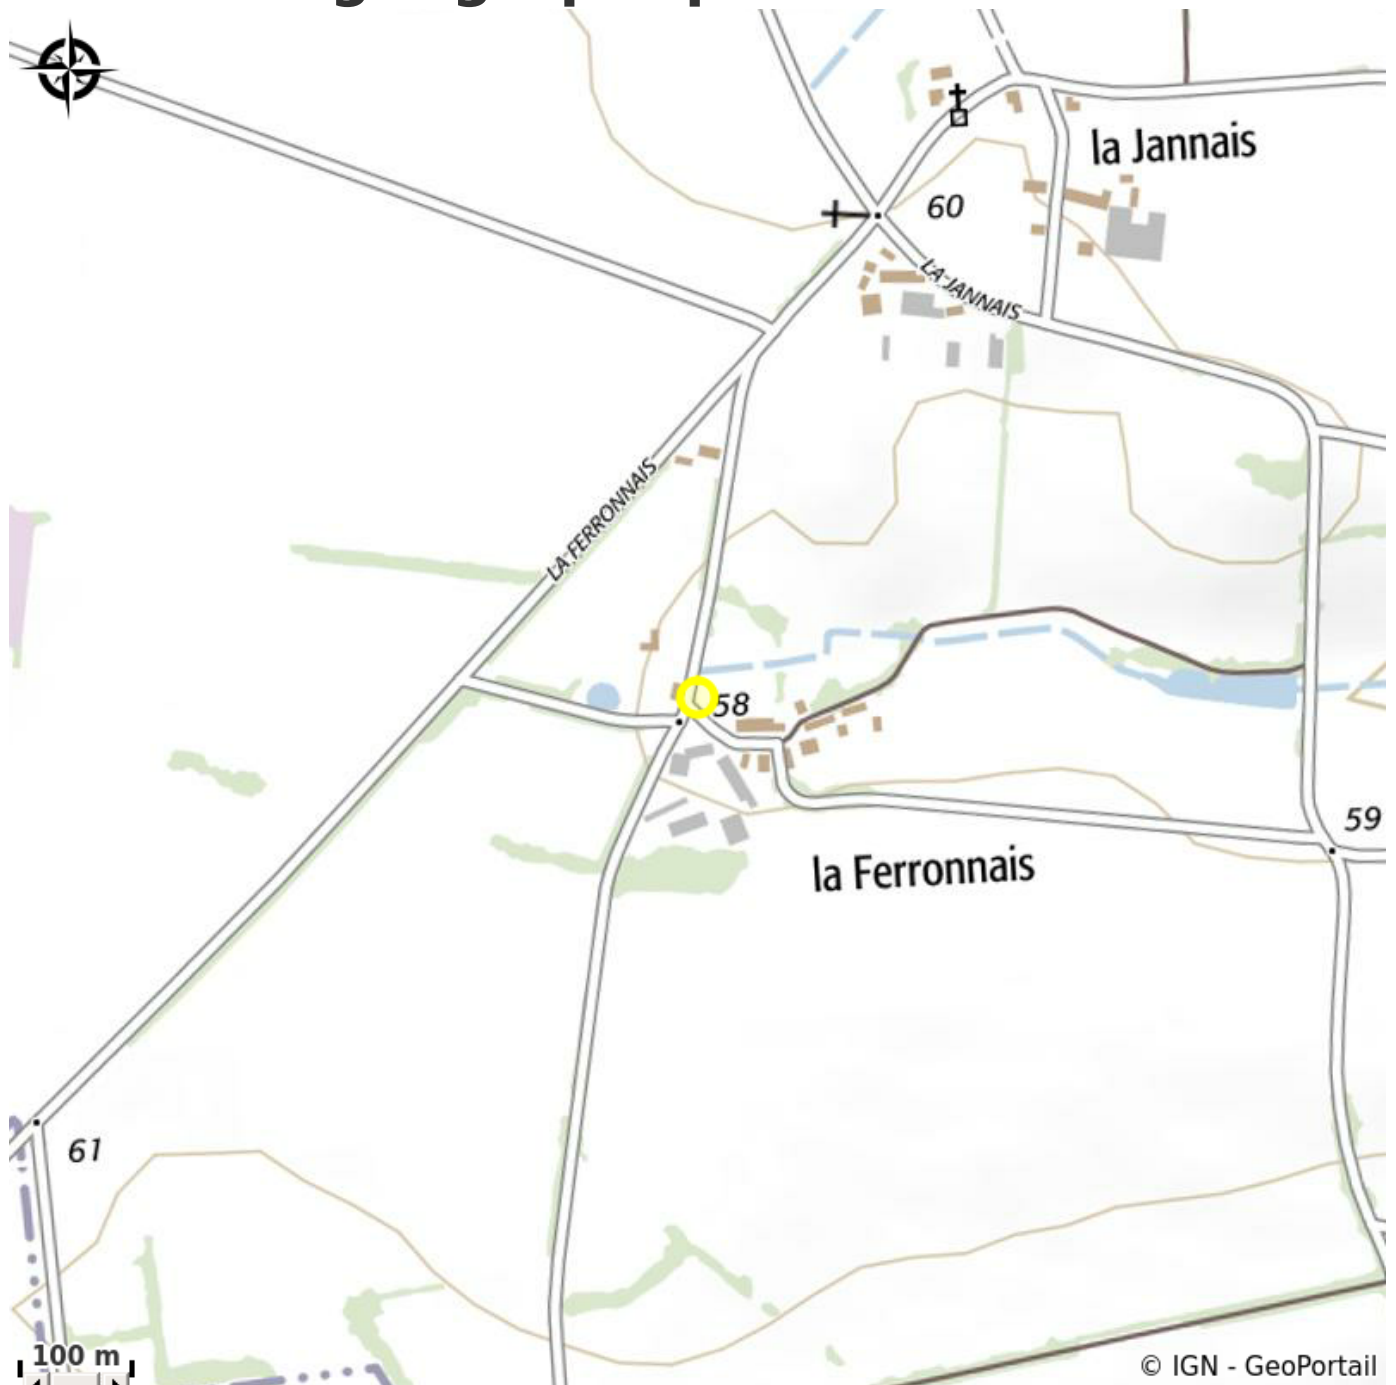 la Jannais
60
LA JANNAIS
LA FERRONNAIS
58
59
la Ferronnais
61
100 m
© IGN - GeoPortail